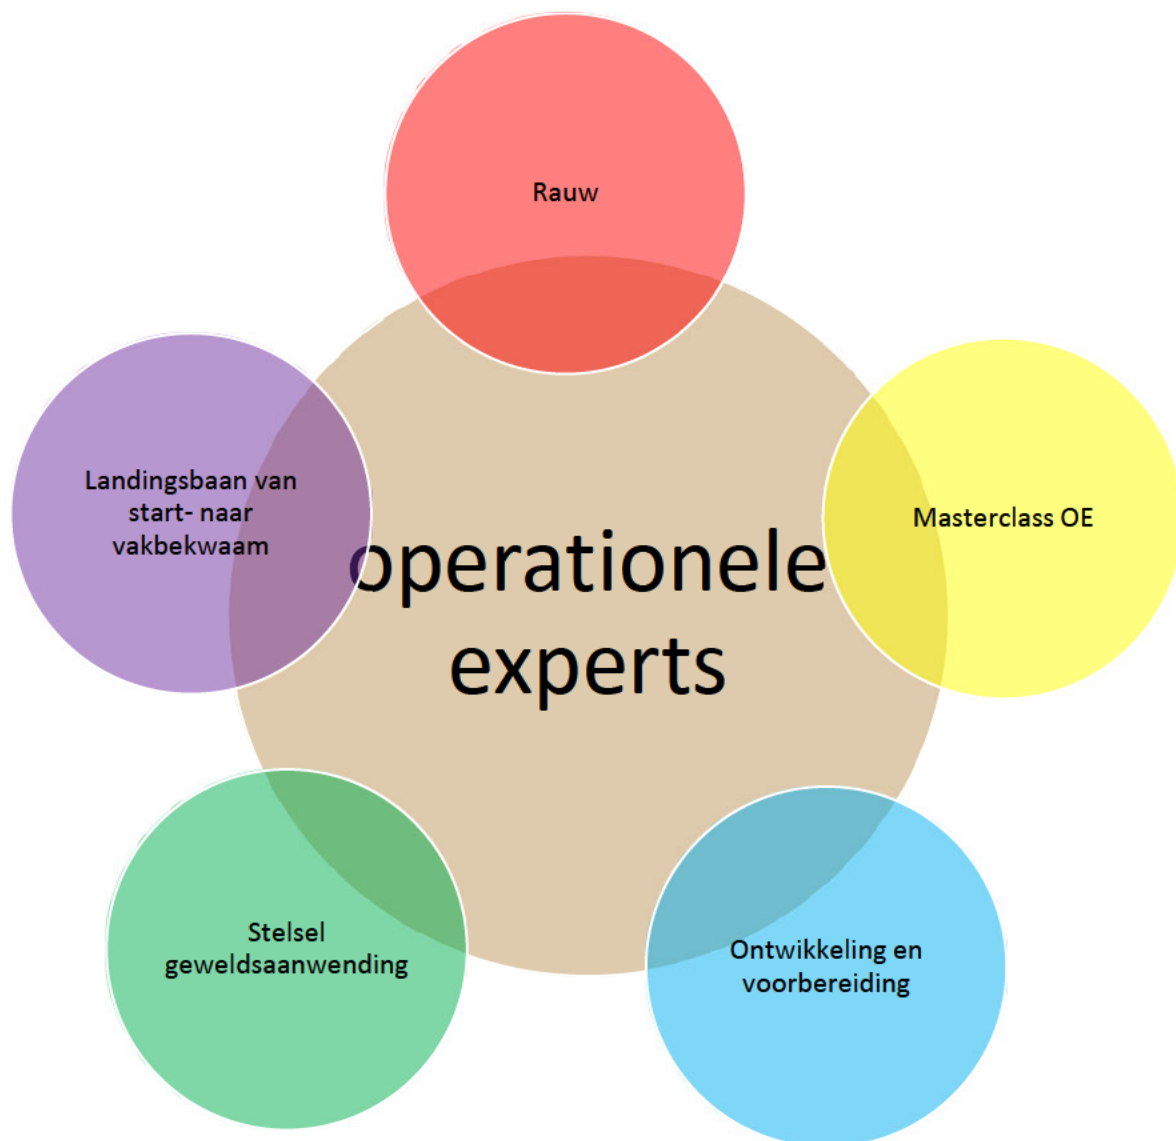 Rauw
Landingsbaan van
start- naar
vakbekwaam
Masterclass OE
operationele
experts
Stelsel
geweldsaanwending
Ontwikkeling en
voorbereiding